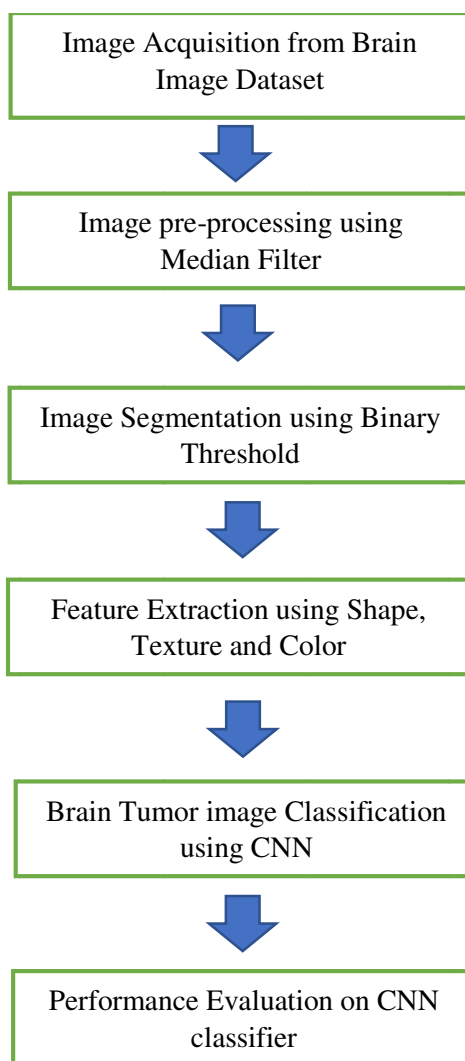 Image Acquisition from Brain
Image Dataset
Image pre-processing using
Median Filter
Image Segmentation using Binary
Threshold
Feature Extraction using Shape,
Texture and Color
Brain Tumor image Classification
using CNN
Performance Evaluation on CNN
classifier